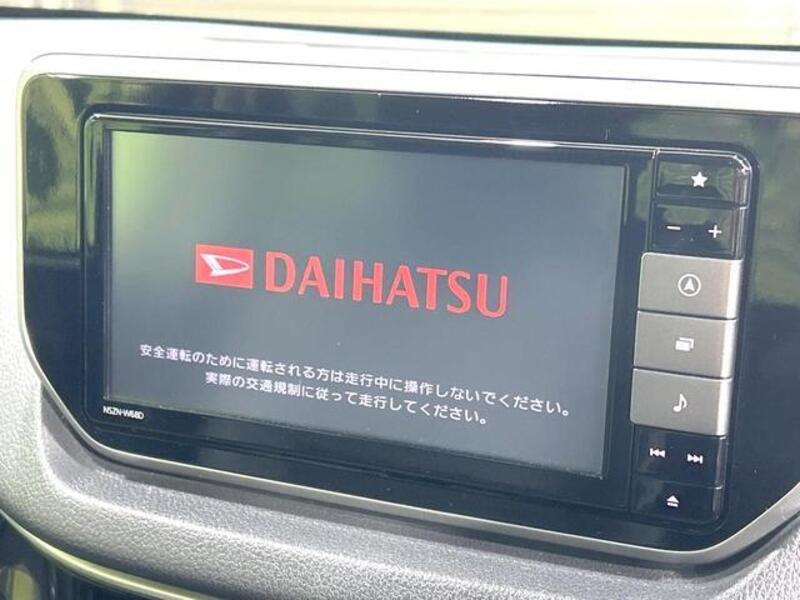 DAIHATSU
安全運転のために運転される方は走行中に操作しないでください。
実際の交通規制に従って走行してください。
NSZN-W68D